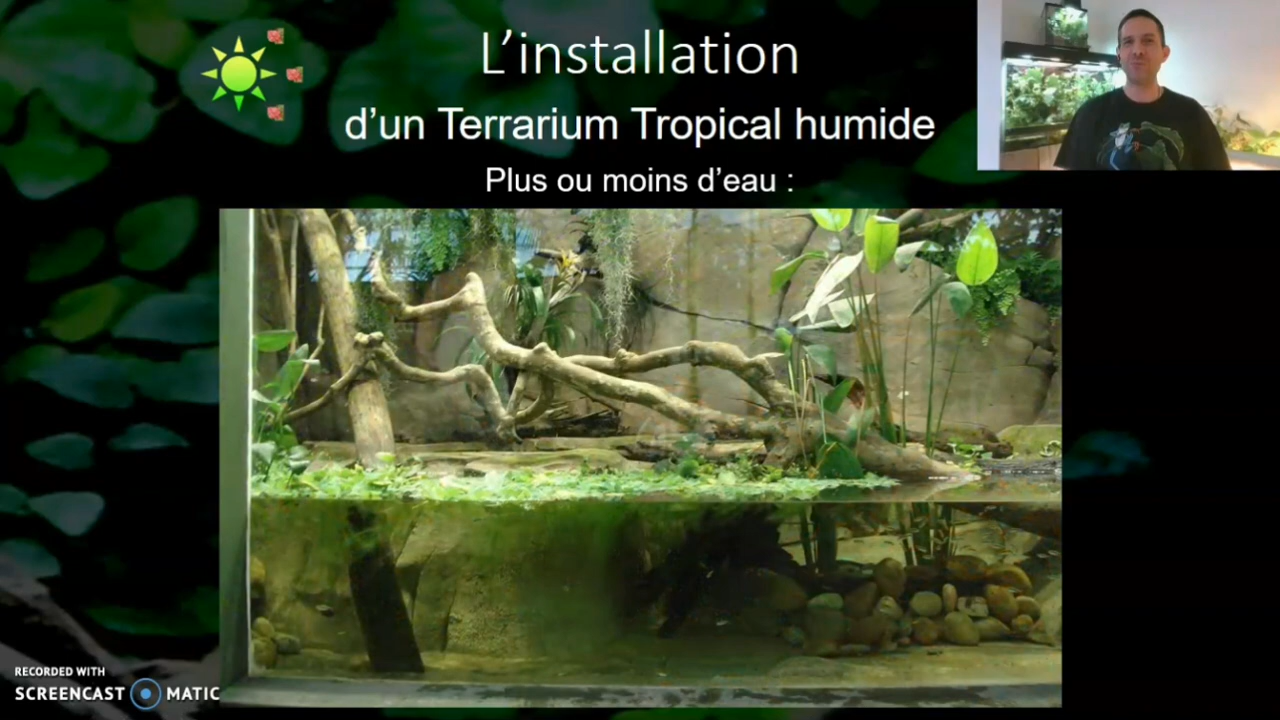 L’installation
d’un Terrarium Tropical humide
Plus ou moins d’eau :
RECORDED WITH
SCREENCAST MATIC